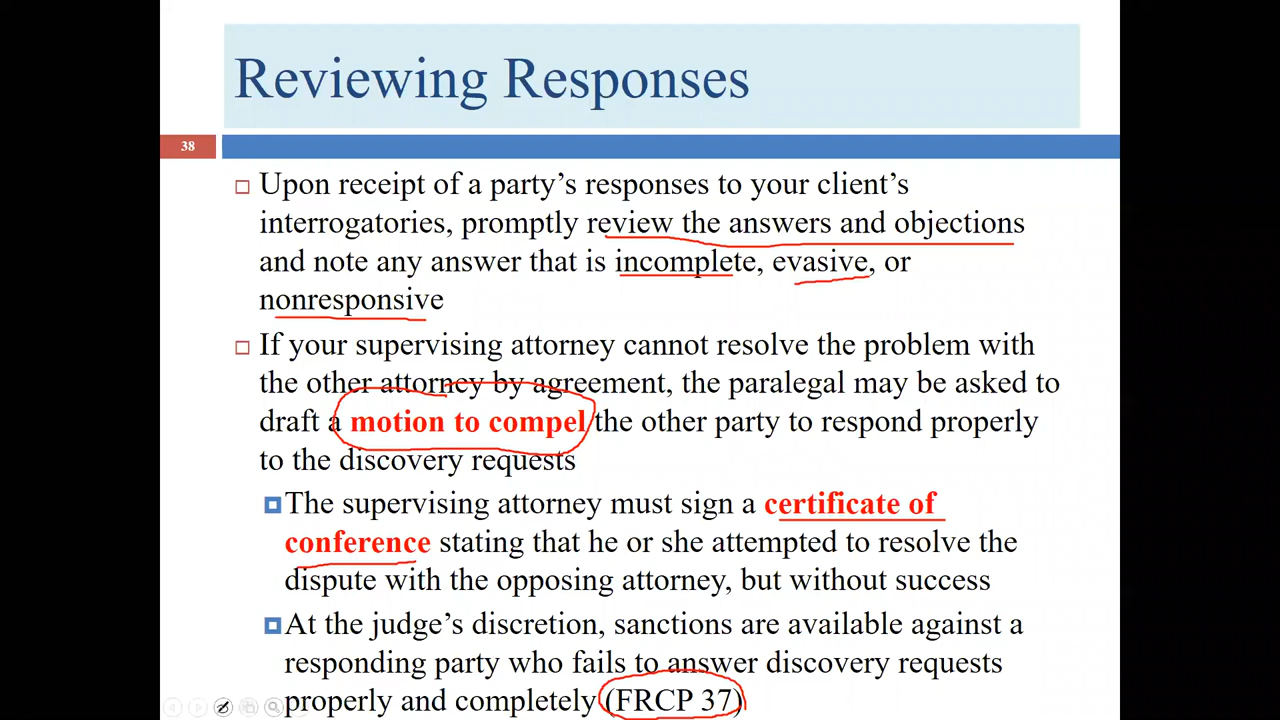 Reviewing Responses
38
Upon receipt of a party’s responses to your client’s
interrogatories, promptly review the answers and objections
and note any answer that is incomplete, evasive, or
nonresponsive
If your supervising attorney cannot resolve the problem with
the other attorney by agreement, the paralegal may be asked to
draft a motion to compel the other party to respond properly
to the discovery requests
The supervising attorney must sign a certificate of
conference stating that he or she attempted to resolve the
dispute with the opposing attorney, but without success
At the judge’s discretion, sanctions are available against a
responding party who fails to answer discovery requests
properly and completely (FRCP 37)